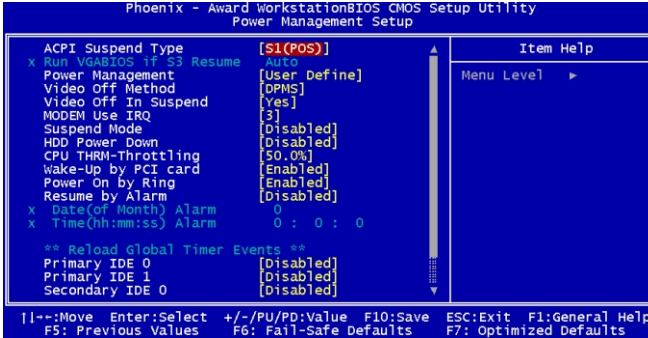 Phoenix - Award WorkstationBIOS CMOS Setup Utility
Power Management Setup
ACPI Suspend Type [S1(POS)]
x Run VGABIOS if S3 Resume Auto
Power Management [User Define]
Video Off Method [DPMS]
Video Off In Suspend [Yes]
MODEM Use IRQ [3]
Suspend Mode [Disabled]
HDD Power Down [Disabled]
CPU THRM-Throttling 50.0%]
Wake-Up by PCI card [Enabled]
Power On by Ring [Enabled]
Resume by Alarm [Disabled]
x Date(of Month) Alarm 0
x Time(hh:mm:ss) Alarm 0 : 0 : 0
** Reload Global Timer Events **
Primary IDE 0 [Disabled]
Primary IDE 1 [Disabled]
Secondary IDE 0 [Disabled]
Item Help
Menu Level ►
↑↓→←:Move Enter:Select +/-/PU/PD:Value F10:Save ESC:Exit F1:General Help
F5: Previous Values F6: Fail-Safe Defaults F7: Optimized Defaults